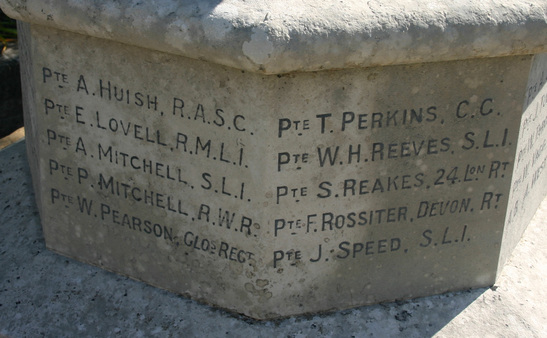 PTE A. HUISH, R.A.S.C.
PTE E. LOVELL, R.M.L.I.
PTE A. MITCHELL, S.L.I.
PTE P. MITCHELL, R.W.R.
PTE W. PEARSON, GLOS REGT
PTE T. PERKINS, C.C.
PTE W.H. REEVES, S.L.I.
PTE S. REAKES, 24. LON RT
PTE F. ROSSITER, DEVON, RT
PTE J. SPEED, S.L.I.